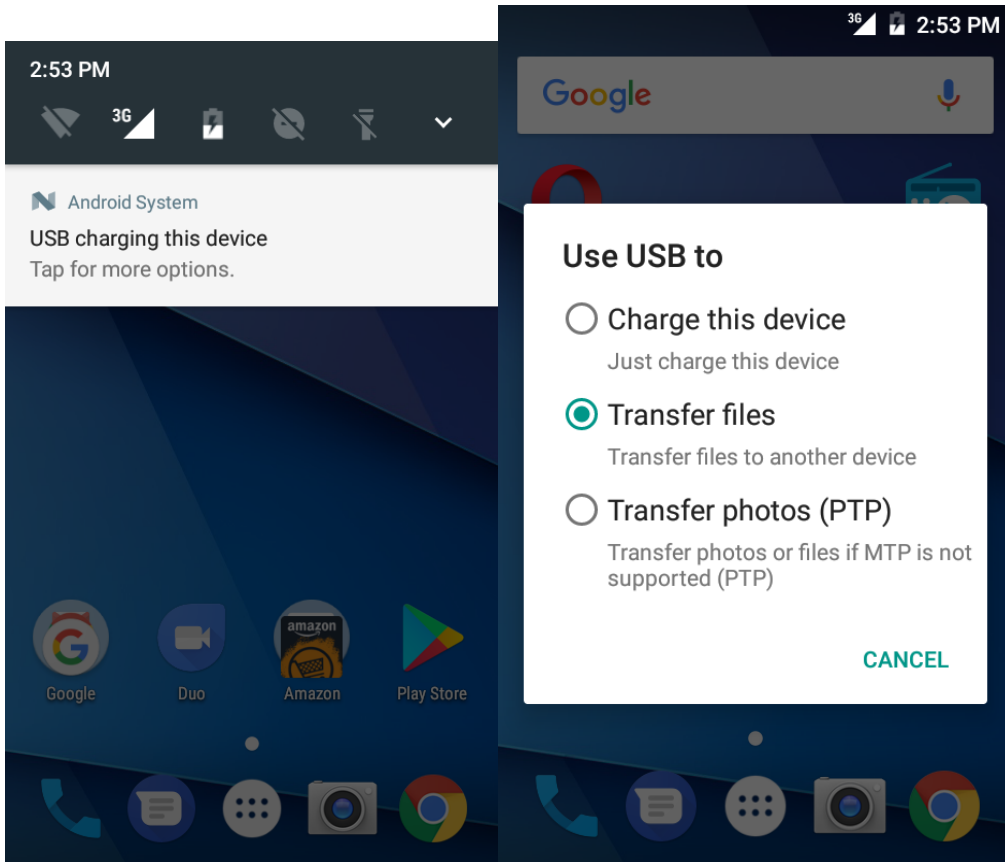 2:53 PM
3G
Android System
USB charging this device
Tap for more options.
amazon
Google
Duo
Amazon
Play Store
3G
2:53 PM
Google
Use USB to
Charge this device
Just charge this device
Transfer files
Transfer files to another device
Transfer photos (PTP)
Transfer photos or files if MTP is not
supported (PTP)
CANCEL